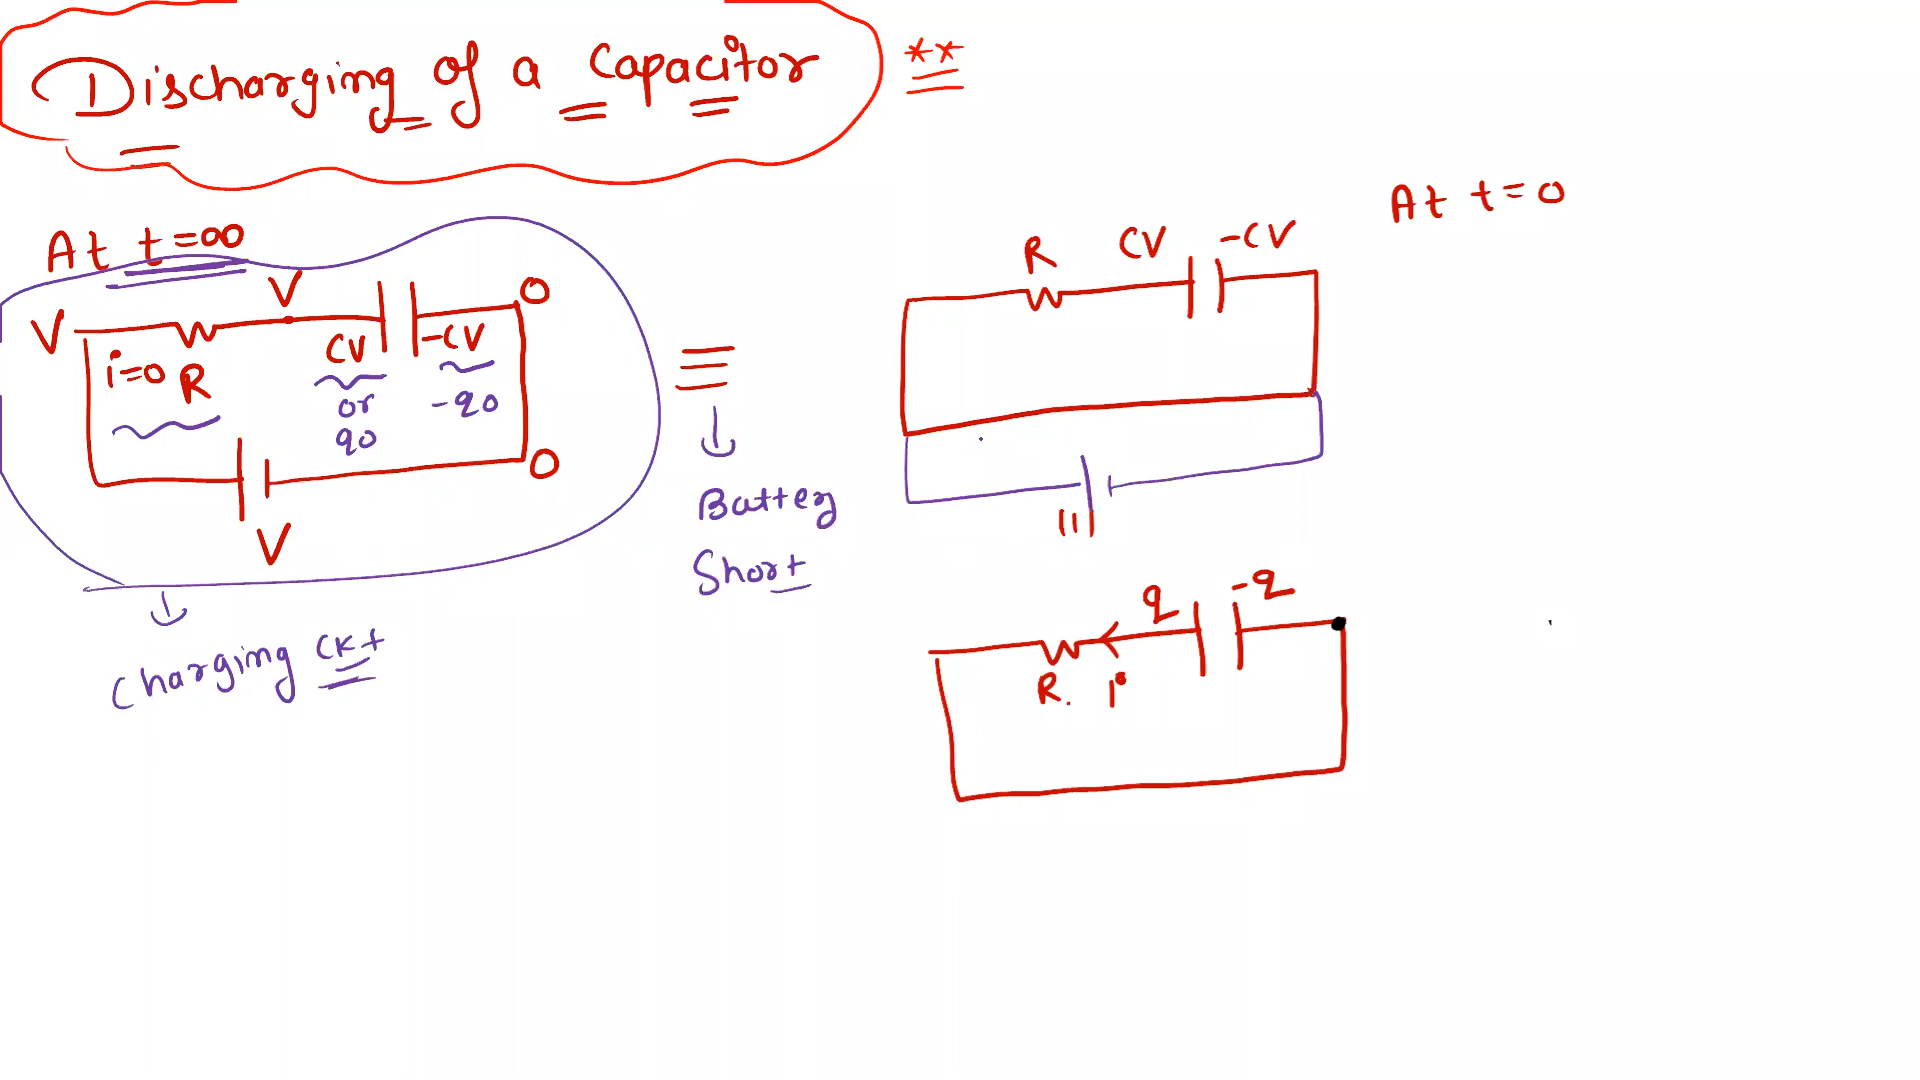 Discharging of a Capacitor **
At t=∞
V
V
0
i=0 R
CV
-CV
or
q0
-q0
0
V
Charging CKt
Battery
Short
At t=0
R
CV
-CV
q
-q
R.
i